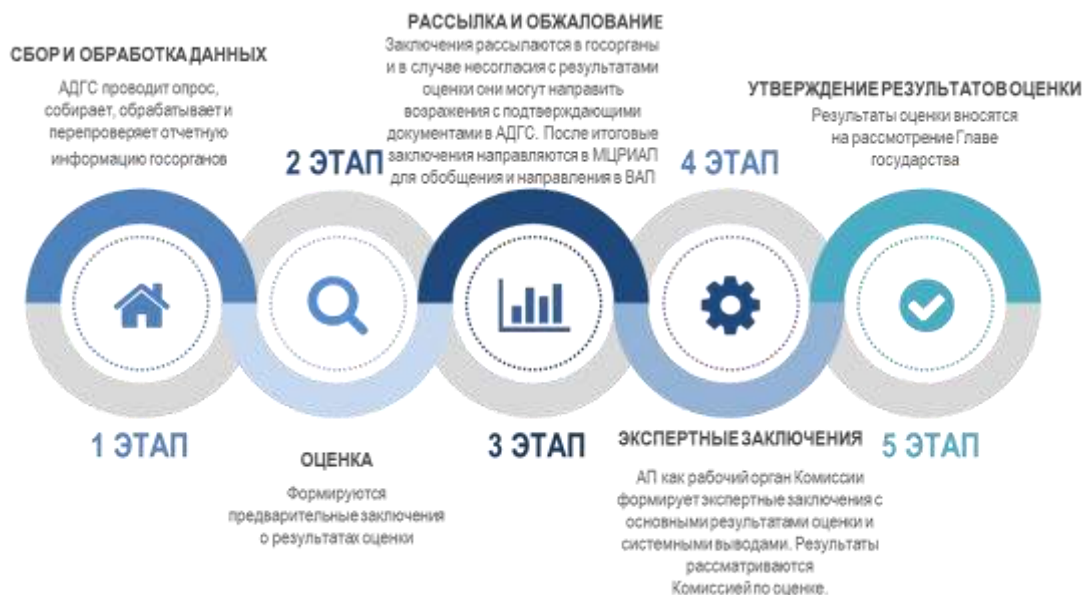 СБОР И ОБРАБОТКА ДАННЫХ
АДГС проводит опрос,
собирает, обрабатывает и
перепроверяет отчетную
информацию госорганов
1 ЭТАП
2 ЭТАП
ОЦЕНКА
Формируются
предварительные заключения
о результатах оценки
РАССЫЛКА И ОБЖАЛОВАНИЕ
Заключения рассылаются в госорганы
и в случае несогласия с результатами
оценки они могут направить
возражения с подтверждающими
документами в АДГС. После итоговые
заключения направляются в МЦРИАП
для обобщения и направления в ВАП
3 ЭТАП
4 ЭТАП
ЭКСПЕРТНЫЕ ЗАКЛЮЧЕНИЯ
АП как рабочий орган Комиссии
формирует экспертные заключения с
основными результатами оценки и
системными выводами. Результаты
рассматриваются
Комиссией по оценке.
УТВЕРЖДЕНИЕ РЕЗУЛЬТАТОВ ОЦЕНКИ
Результаты оценки вносятся
на рассмотрение Главе
государства
5 ЭТАП